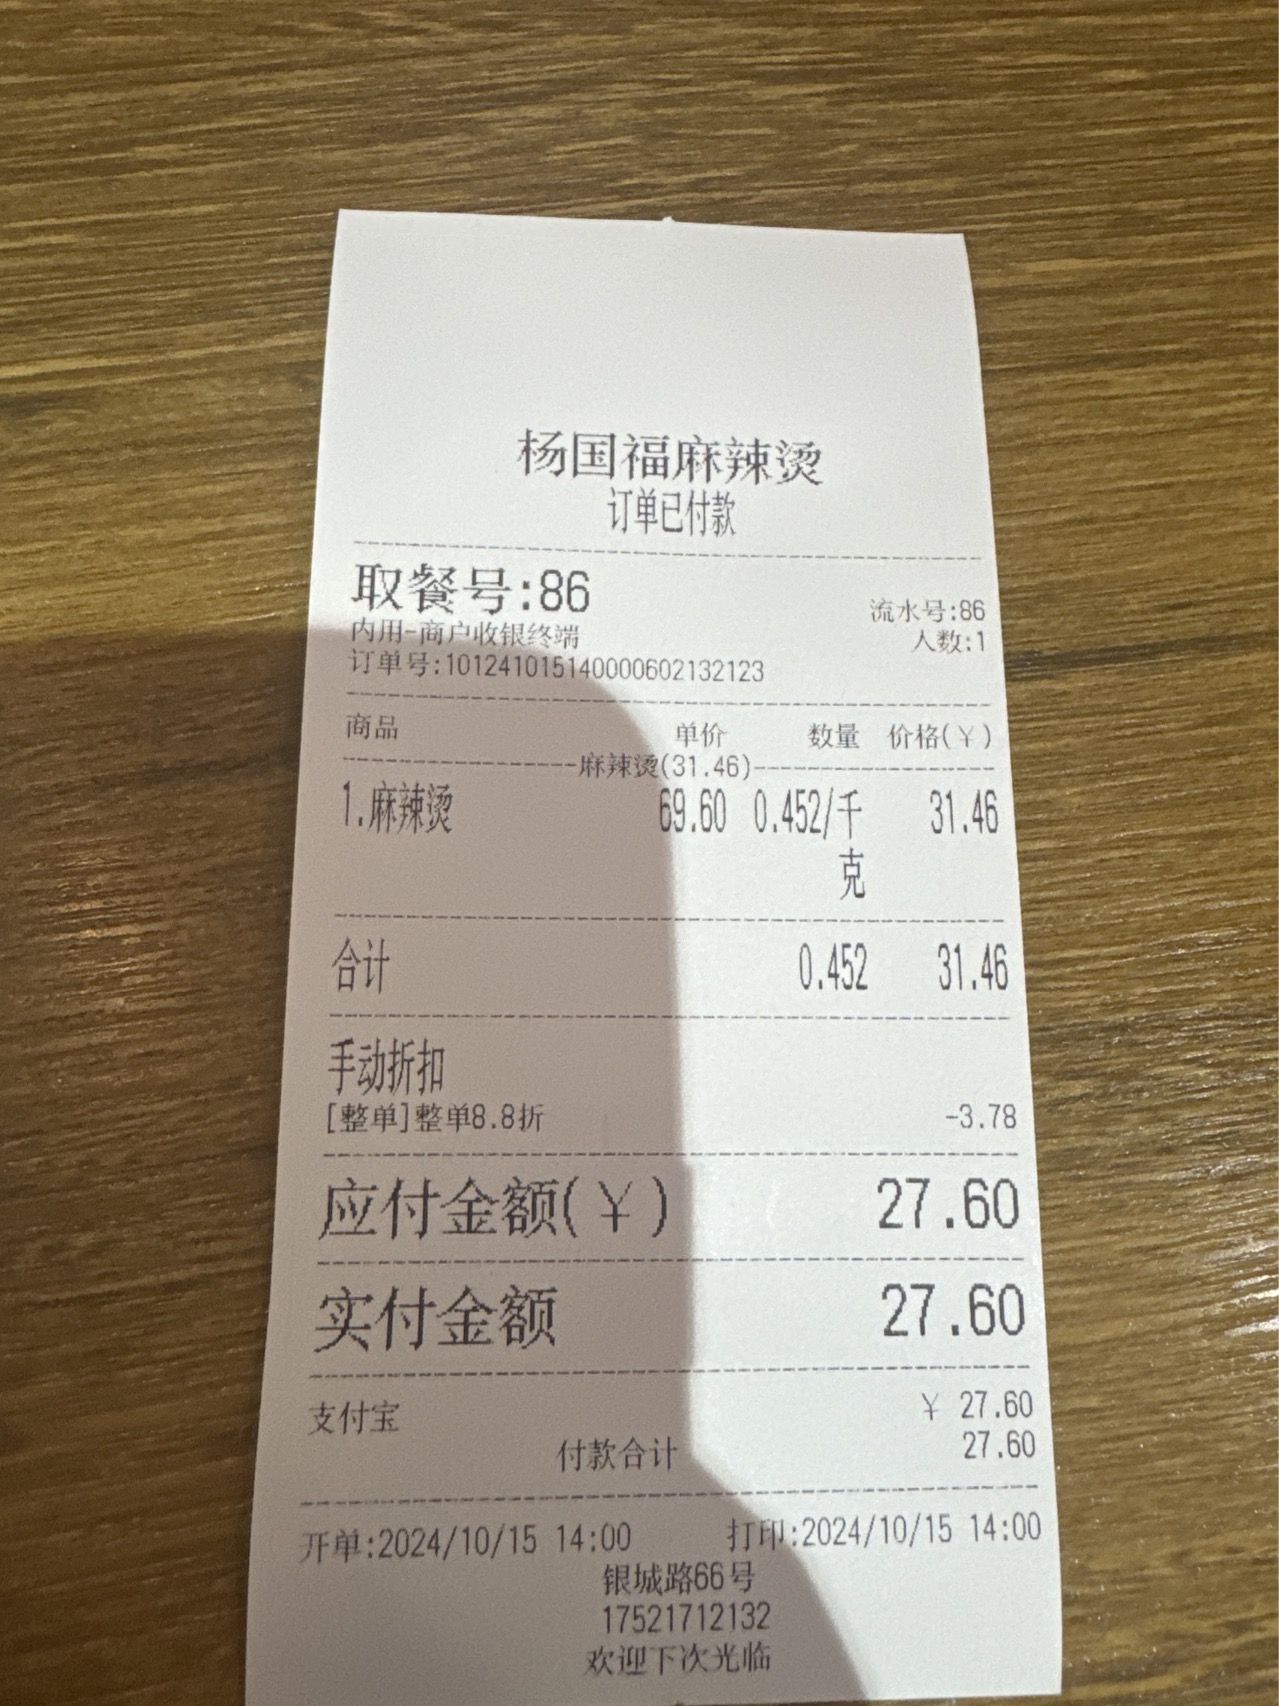 杨国福麻辣烫
订单已付款
取餐号:86 流水号:86
内用-商户收银终端 人数:1
订单号:101241015140000602132123
商品 单价 数量 价格(¥)
麻辣烫(31.46)
1.麻辣烫 69.60 0.452/千 31.46
克
合计 0.452 31.46
手动折扣
[整单]整单8.8折 -3.78
应付金额(¥) 27.60
实付金额 27.60
支付宝 ¥ 27.60
付款合计 27.60
开单:2024/10/15 14:00 打印:2024/10/15 14:00
银城路66号
17521712132
欢迎下次光临